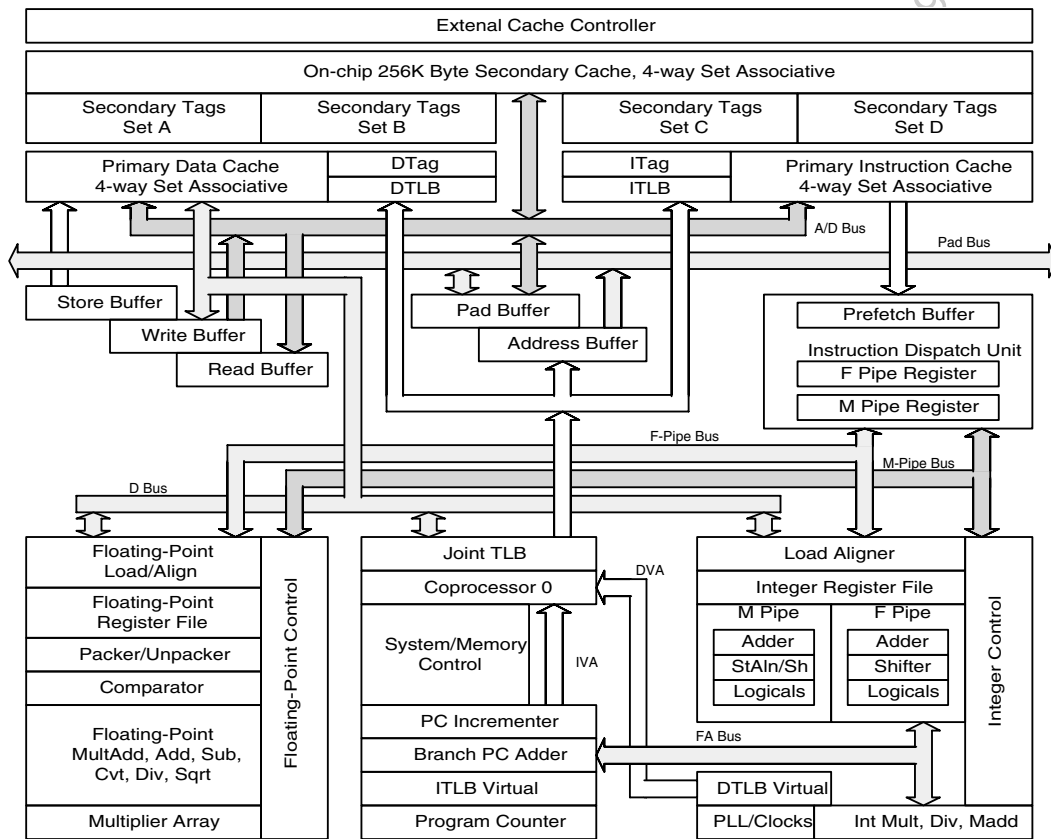 Extenal Cache Controller
On-chip 256K Byte Secondary Cache, 4-way Set Associative
Secondary Tags
Set A
Secondary Tags
Set B
Secondary Tags
Set C
Secondary Tags
Set D
Primary Data Cache
4-way Set Associative
DTag
DTLB
ITag
ITLB
Primary Instruction Cache
4-way Set Associative
A/D Bus
Pad Bus
Store Buffer
Write Buffer
Read Buffer
Pad Buffer
Address Buffer
Prefetch Buffer
Instruction Dispatch Unit
F Pipe Register
M Pipe Register
F-Pipe Bus
M-Pipe Bus
D Bus
Floating-Point
Load/Align
Floating-Point
Register File
Packer/Unpacker
Comparator
Floating-Point
MultAdd, Add, Sub,
Cvt, Div, Sqrt
Multiplier Array
Floating-Point Control
Joint TLB
Coprocessor 0
System/Memory
Control
IVA
DVA
PC Incrementer
Branch PC Adder
ITLB Virtual
Program Counter
Load Aligner
Integer Register File
M Pipe
Adder
StAln/Sh
Logicals
F Pipe
Adder
Shifter
Logicals
Integer Control
FA Bus
DTLB Virtual
PLL/Clocks
Int Mult, Div, Madd